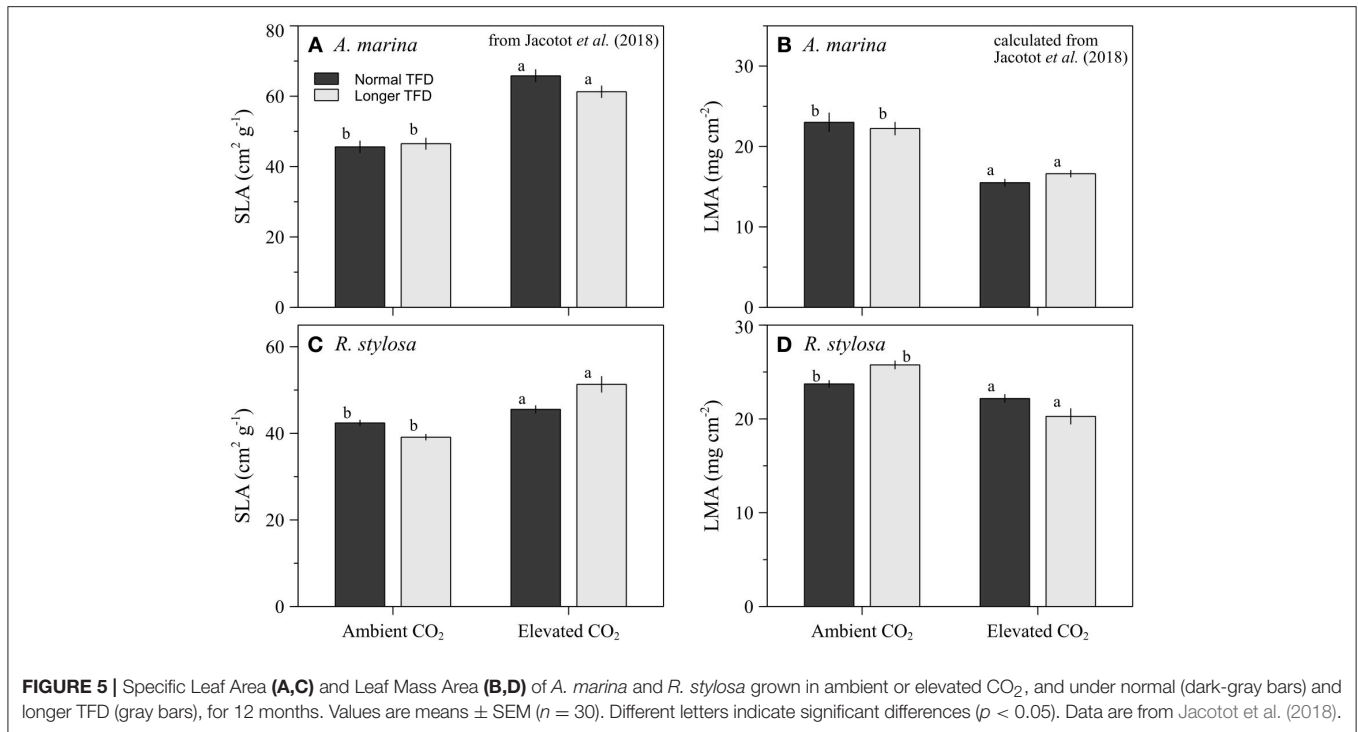 A A. marina from Jacotot et al. (2018)
Normal TFD
Longer TFD
80
60
40
20
0
SLA (cm² g⁻¹)
b b a a
B A. marina calculated from
Jacotot et al. (2018)
30
20
10
0
LMA (mg cm⁻²)
b b a a
C R. stylosa
60
40
20
0
SLA (cm² g⁻¹)
b b a a
Ambient CO₂ Elevated CO₂
D R. stylosa
30
20
10
0
LMA (mg cm⁻²)
b b a a
Ambient CO₂ Elevated CO₂
FIGURE 5 | Specific Leaf Area (A,C) and Leaf Mass Area (B,D) of A. marina and R. stylosa grown in ambient or elevated CO₂, and under normal (dark-gray bars) and
longer TFD (gray bars), for 12 months. Values are means ± SEM (n = 30). Different letters indicate significant differences (p < 0.05). Data are from Jacotot et al. (2018).